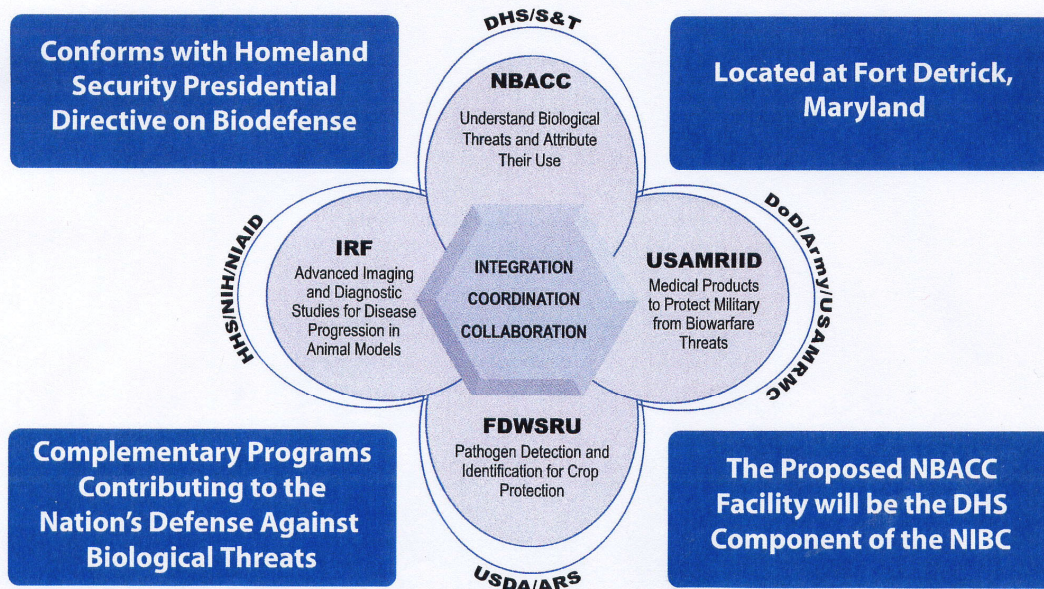 Conforms with Homeland
Security Presidential
Directive on Biodefense
DHS/S&T
NBACC
Understand Biological
Threats and Attribute
Their Use
Located at Fort Detrick,
Maryland
HHS/NIH/NIAID
IRF
Advanced Imaging
and Diagnostic
Studies for Disease
Progression in
Animal Models
INTEGRATION
COORDINATION
COLLABORATION
USAMRIID
Medical Products
to Protect Military
from Biowarfare
Threats
DoD/Army/USAMRMC
FDWSRU
Pathogen Detection and
Identification for Crop
Protection
USDA/ARS
Complementary Programs
Contributing to the
Nation's Defense Against
Biological Threats
The Proposed NBACC
Facility will be the DHS
Component of the NIBC